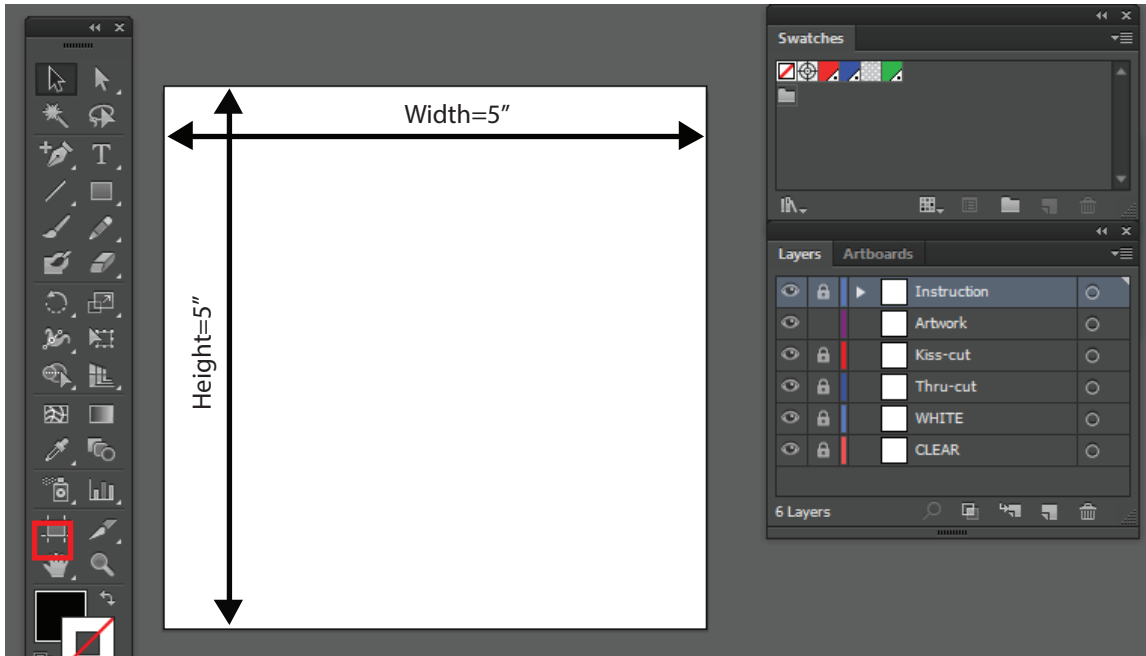 Swatches
Width=5″
Height=5″
Layers Artboards
Instruction
Artwork
Kiss-cut
Thru-cut
WHITE
CLEAR
6 Layers